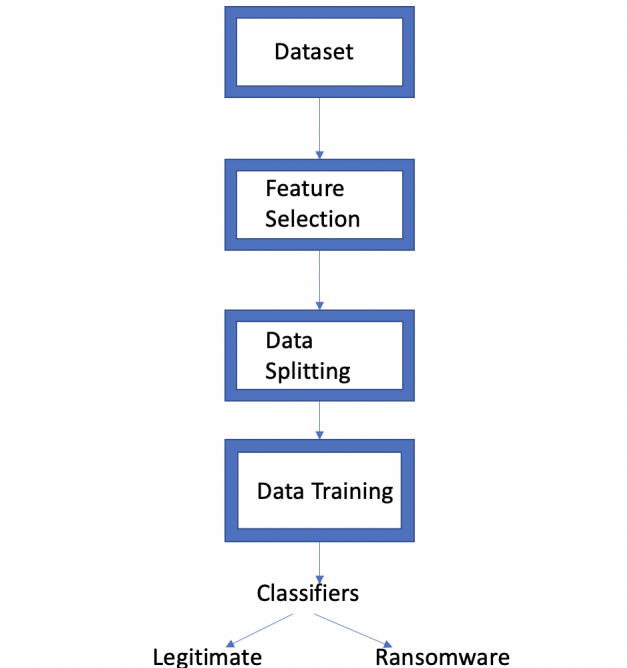 Dataset
Feature
Selection
Data
Splitting
Data Training
Classifiers
Legitimate
Ransomware